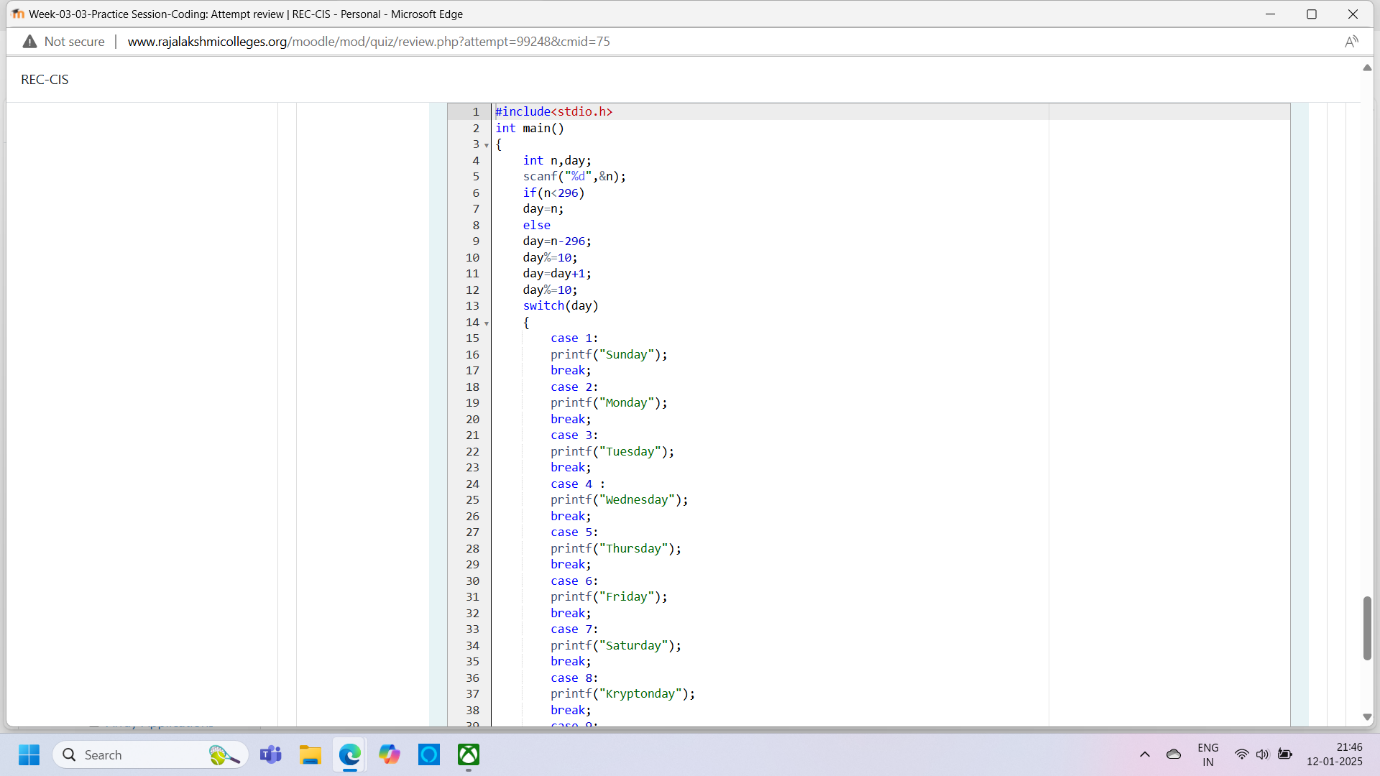 Week-03-03-Practice Session-Coding: Attempt review | REC-CIS - Personal - Microsoft Edge
Not secure | www.rajalakshmicolleges.org/moodle/mod/quiz/review.php?attempt=99248&cmid=75
REC-CIS
1 #include<stdio.h>
2 int main()
3 {
4 int n,day;
5 scanf("%d",&n);
6 if(n<296)
7 day=n;
8 else
9 day=n-296;
10 day%=10;
11 day=day+1;
12 day%=10;
13 switch(day)
14 {
15 case 1:
16 printf("Sunday");
17 break;
18 case 2:
19 printf("Monday");
20 break;
21 case 3:
22 printf("Tuesday");
23 break;
24 case 4 :
25 printf("Wednesday");
26 break;
27 case 5:
28 printf("Thursday");
29 break;
30 case 6:
31 printf("Friday");
32 break;
33 case 7:
34 printf("Saturday");
35 break;
36 case 8:
37 printf("Kryptonday");
38 break;
39 case 9:
Search
ENG
IN
21:46
12-01-2025